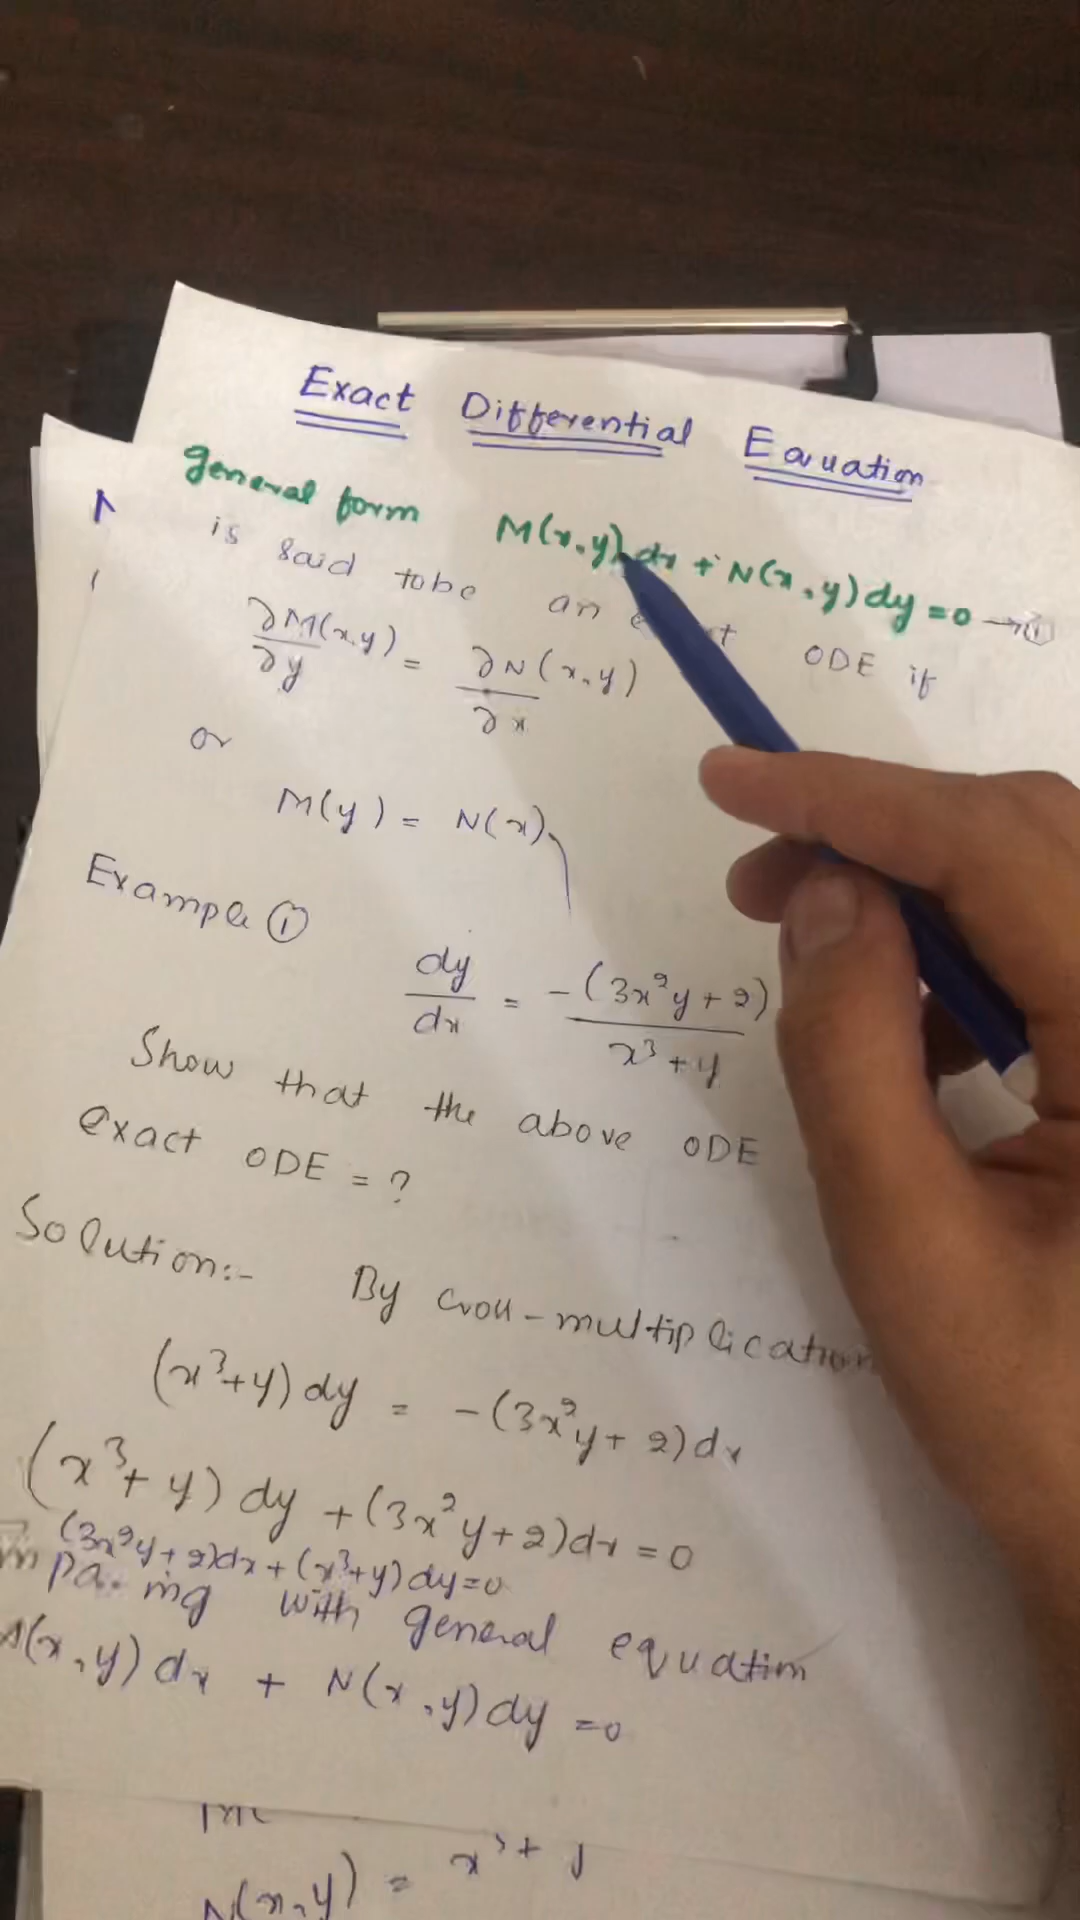 Exact Differential Equation
general form M(x,y) dx + N(x,y) dy = 0 →
is said to be an ODE if
∂M(x,y)/∂y = ∂N(x,y)/∂x
or
M(y) = N(x)
Example ①
dy/dx = -(3x²y+2)/(x³+y)
Show that the above ODE
exact ODE = ?
Solution:-
By cross-multiplication
(x³+y) dy = -(3x²y+2) dx
(x³+y) dy + (3x²y+2) dx = 0
(3x²y+2)dx + (x³+y) dy = 0
with general equation
(x,y) dx + N(x,y) dy = 0
N(x,y) = x³+y